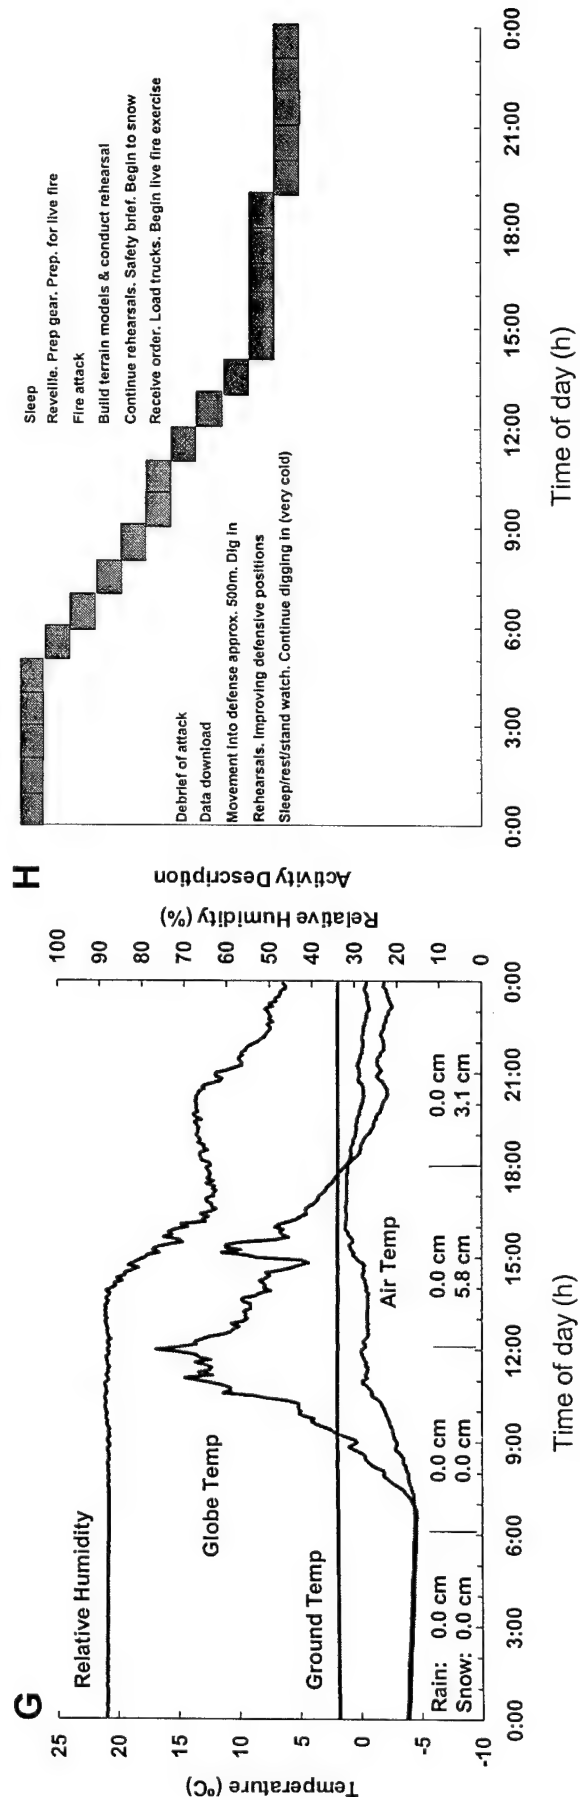 G
Temperature (°C)
25
20
15
10
5
0
-5
-10
Relative Humidity
Globe Temp
Ground Temp
Air Temp
Rain: 0.0 cm 0.0 cm 0.0 cm 0.0 cm
Snow: 0.0 cm 0.0 cm 5.8 cm 3.1 cm
0:00 3:00 6:00 9:00 12:00 15:00 18:00 21:00 0:00
Time of day (h)
100
90
80
70
60
50
40
30
20
10
0
Relative Humidity (%)
H
Activity Description
Sleep
Reveille. Prep gear. Prep. for live fire
Fire attack
Build terrain models & conduct rehearsal
Continue rehearsals. Safety brief. Begin to snow
Receive order. Load trucks. Begin live fire exercise
Debrief of attack
Data download
Movement into defense approx. 500m. Dig in
Rehearsals. Improving defensive positions
Sleep/rest/stand watch. Continue digging in (very cold)
0:00 3:00 6:00 9:00 12:00 15:00 18:00 21:00 0:00
Time of day (h)